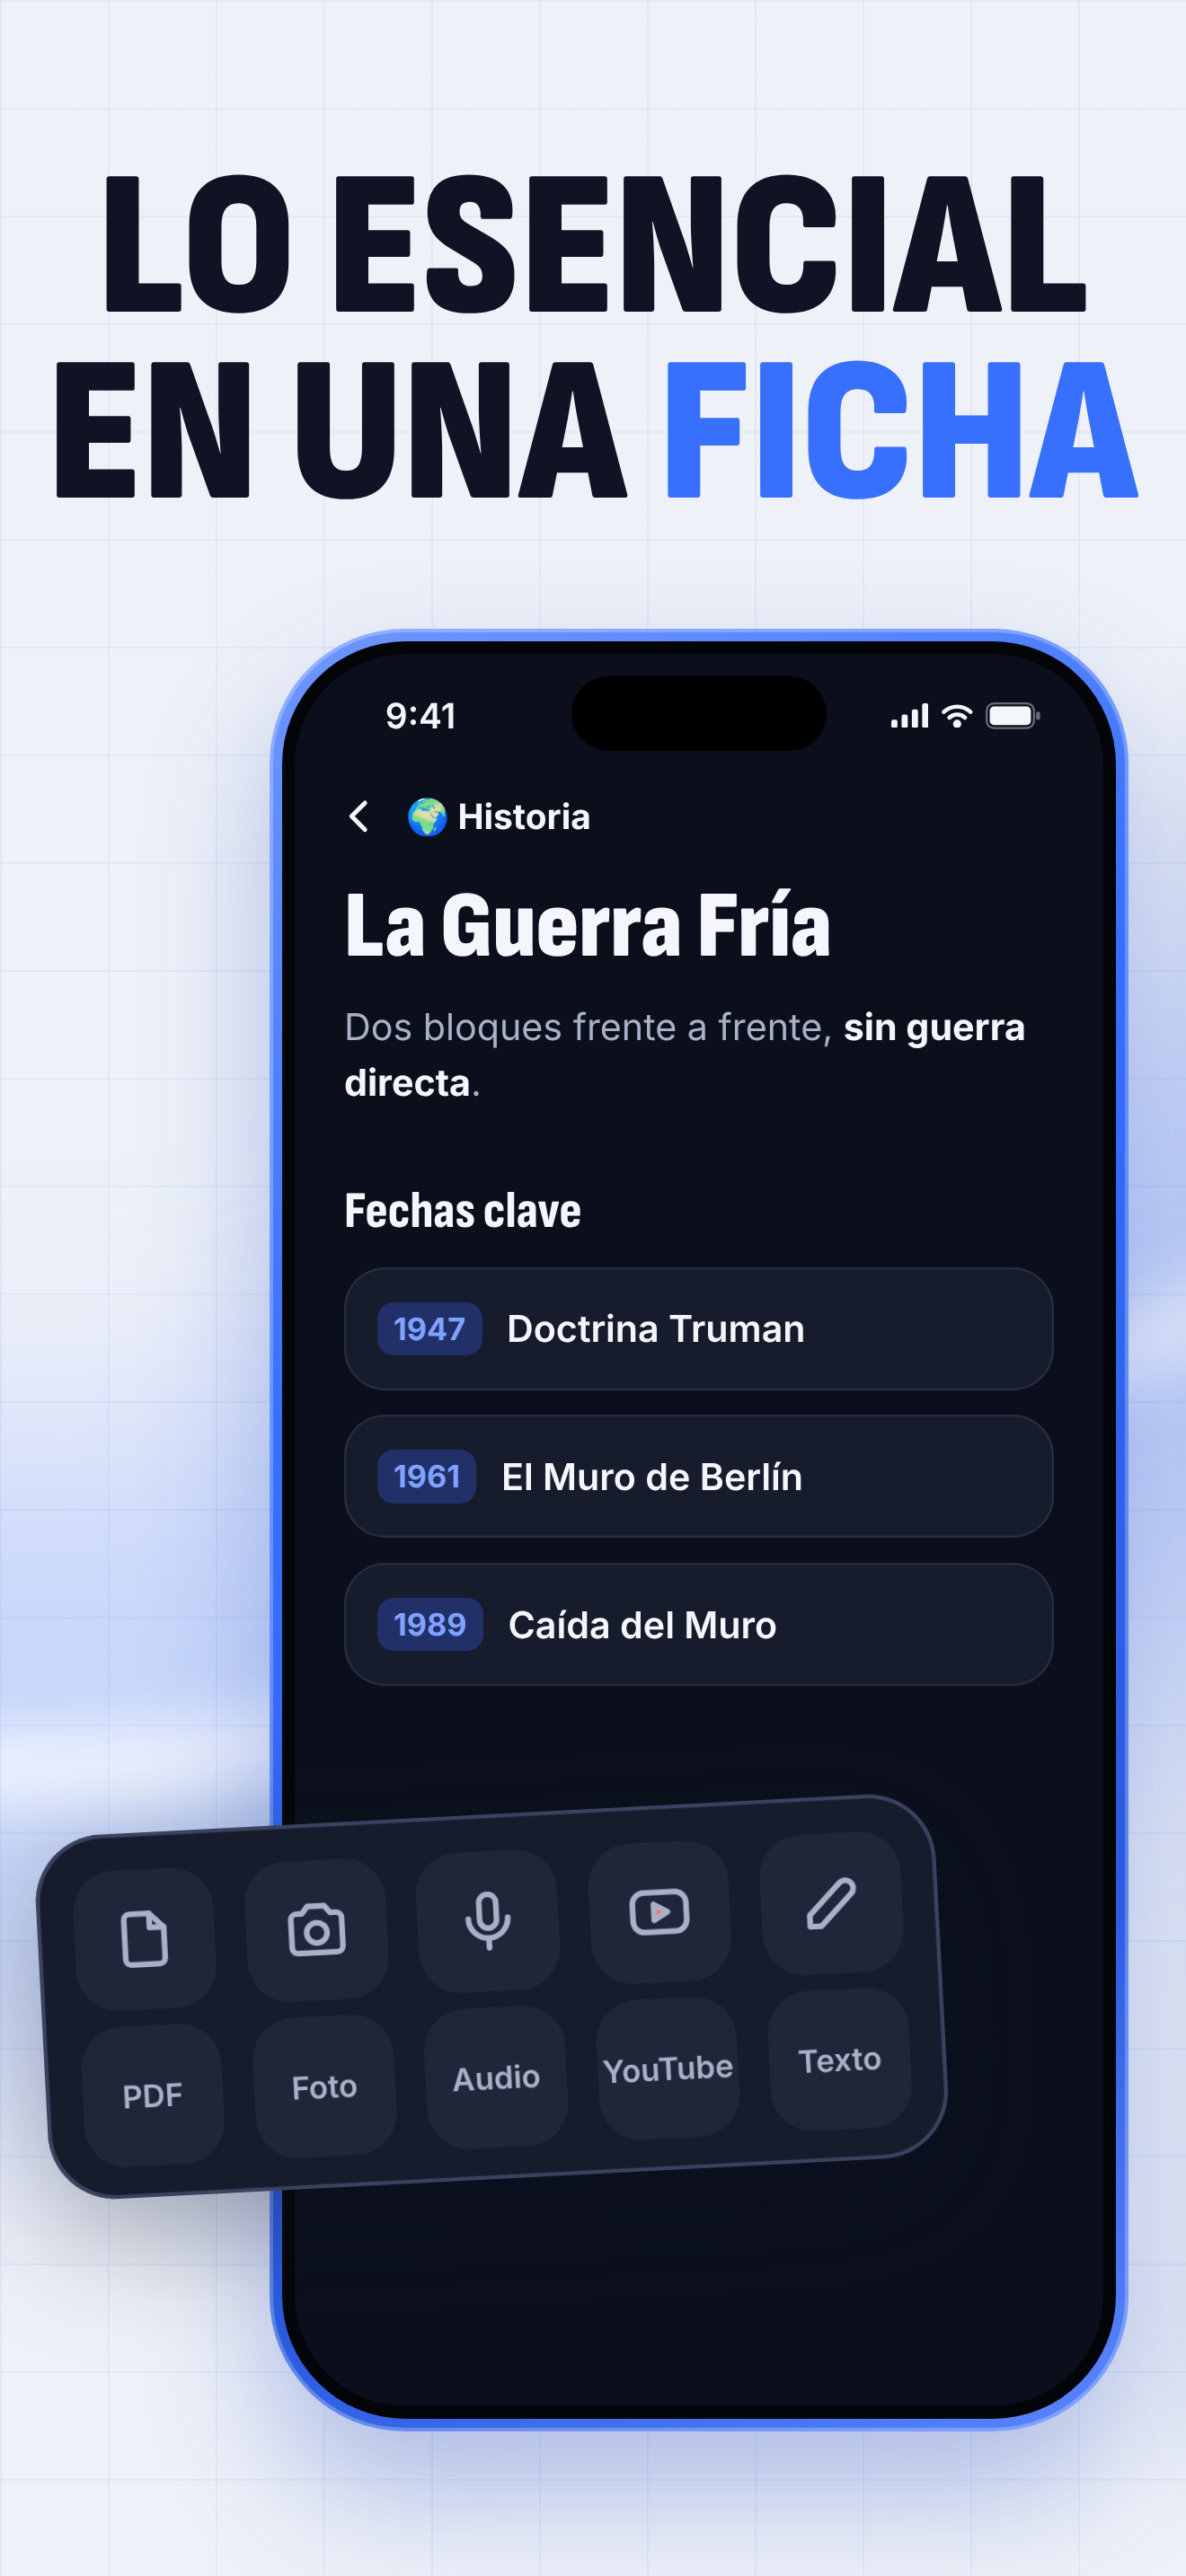 LO ESENCIAL
EN UNA FICHA
9:41
🌍 Historia
La Guerra Fría
Dos bloques frente a frente, sin guerra
directa.
Fechas clave
1947 Doctrina Truman
1961 El Muro de Berlín
1989 Caída del Muro
PDF Foto Audio YouTube Texto